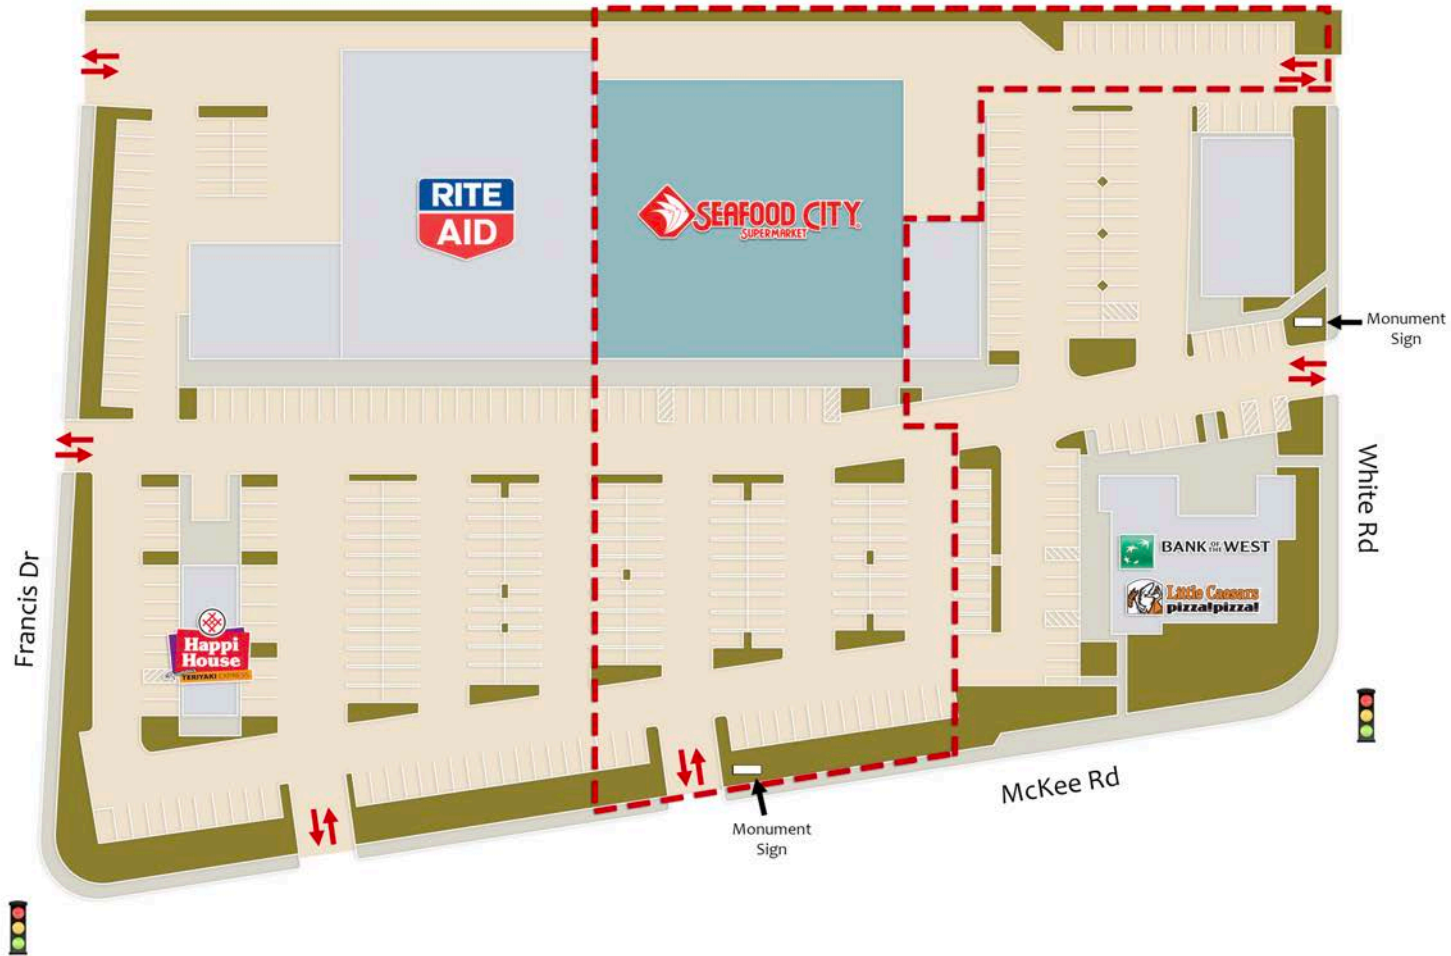 RITE
AID
SEAFOOD CITY
SUPERMARKET
Monument
Sign
White Rd
BANK OF THE WEST
Little Caesars
pizza!pizza!
Francis Dr
Happi
House
TERIYAKI EXPRESS
McKee Rd
Monument
Sign